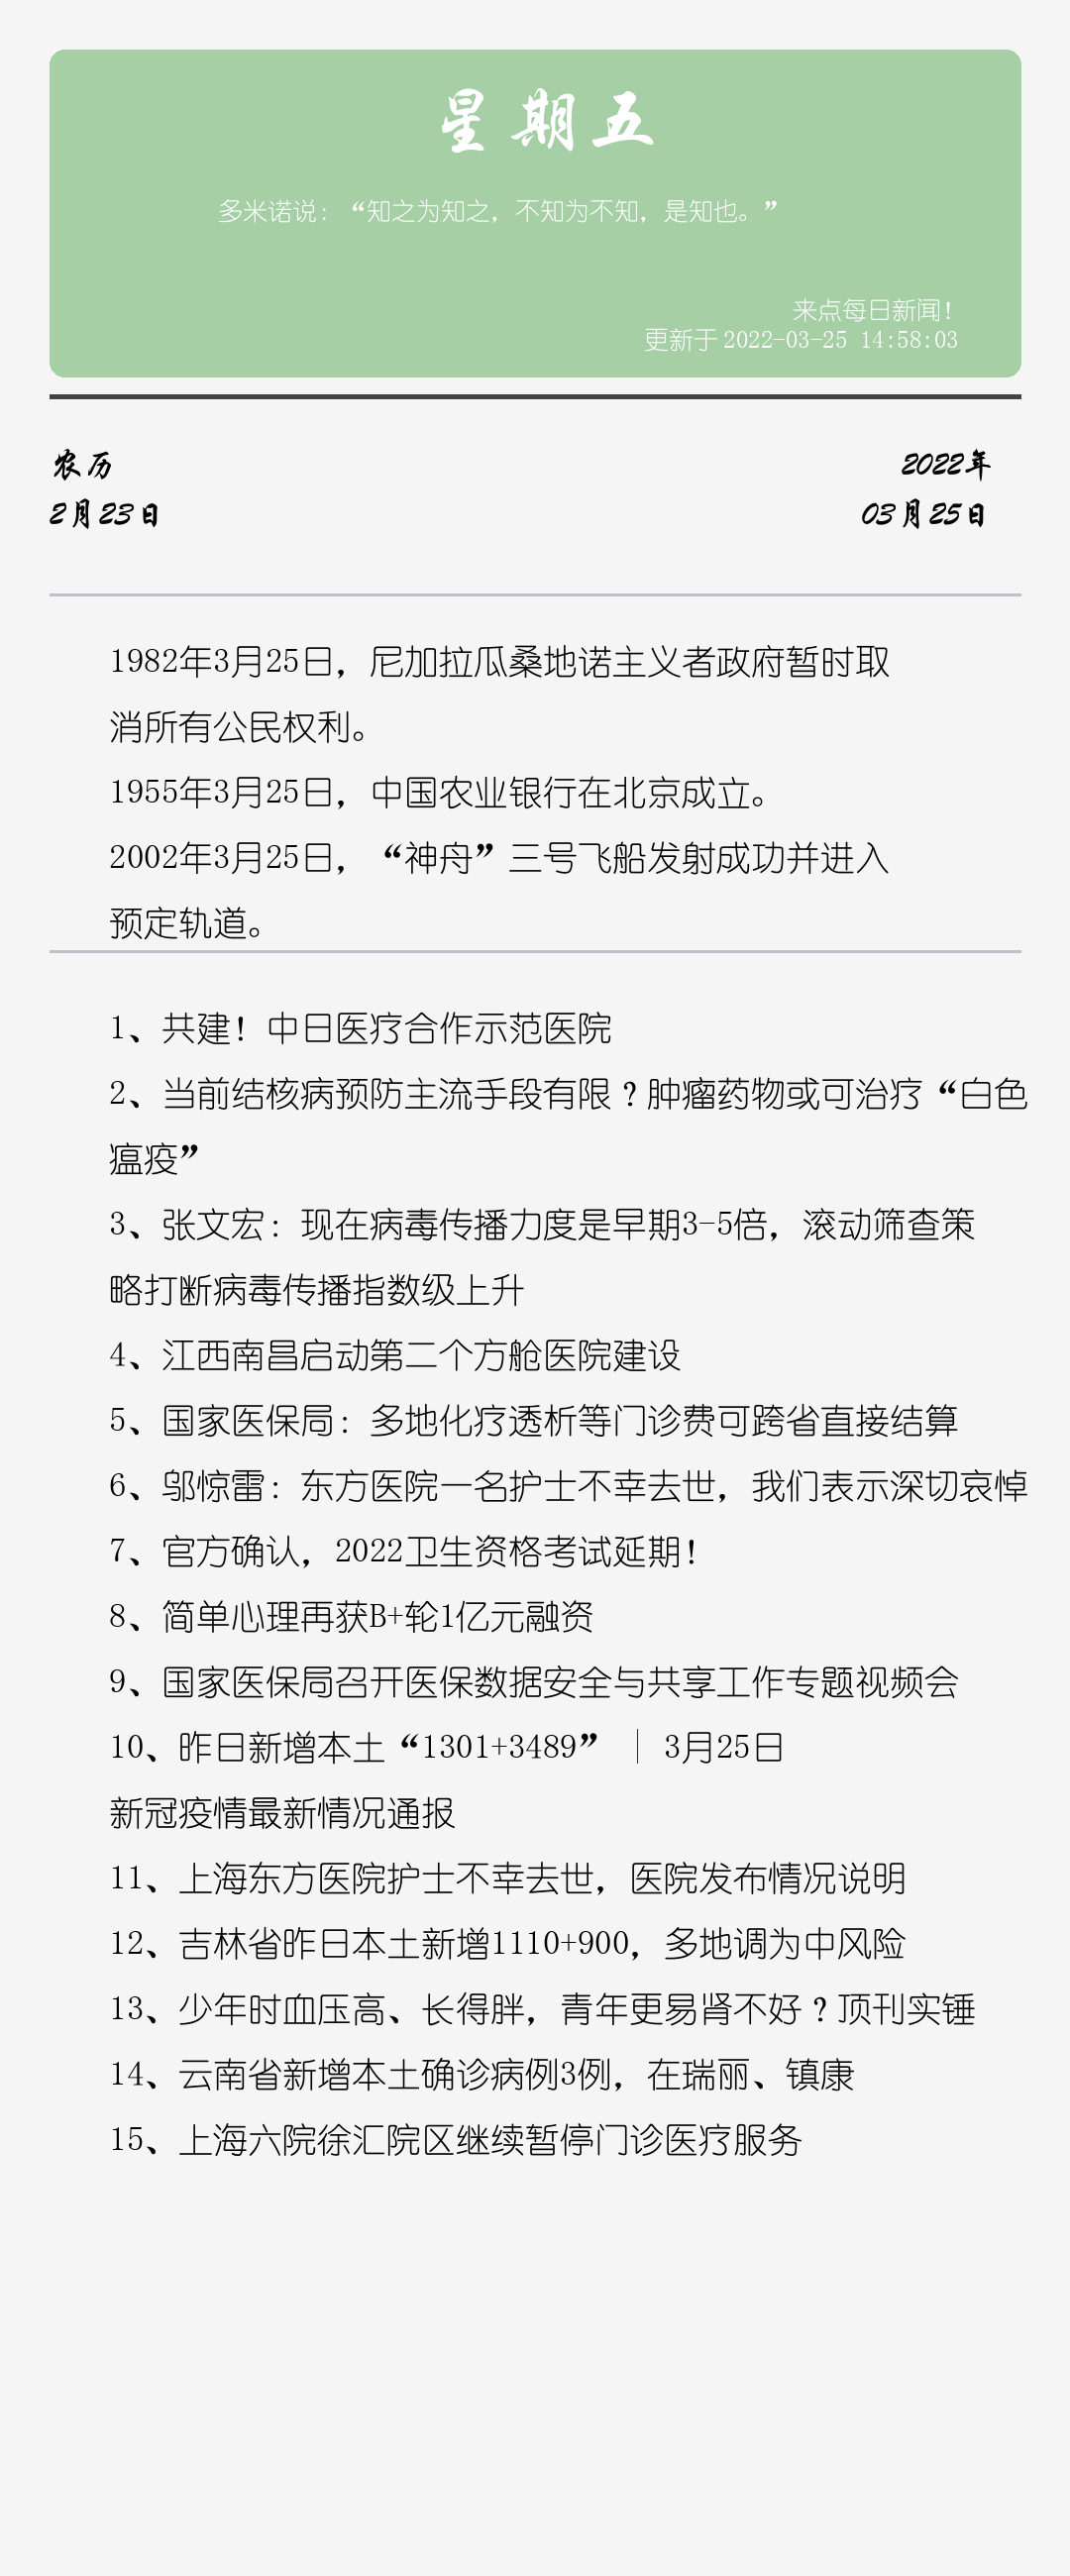 星期五
多米诺说：“知之为知之，不知为不知，是知也。”
来点每日新闻！
更新于2022-03-25 14:58:03
农历
2月23日
2022年
03月25日
1982年3月25日，尼加拉瓜桑地诺主义者政府暂时取
消所有公民权利。
1955年3月25日，中国农业银行在北京成立。
2002年3月25日，“神舟”三号飞船发射成功并进入
预定轨道。
1、共建！中日医疗合作示范医院
2、当前结核病预防主流手段有限？肿瘤药物或可治疗“白色
瘟疫”
3、张文宏：现在病毒传播力度是早期3-5倍，滚动筛查策
略打断病毒传播指数级上升
4、江西南昌启动第二个方舱医院建设
5、国家医保局：多地化疗透析等门诊费可跨省直接结算
6、邬惊雷：东方医院一名护士不幸去世，我们表示深切哀悼
7、官方确认，2022卫生资格考试延期！
8、简单心理再获B+轮1亿元融资
9、国家医保局召开医保数据安全与共享工作专题视频会
10、昨日新增本土“1301+3489” ｜ 3月25日
新冠疫情最新情况通报
11、上海东方医院护士不幸去世，医院发布情况说明
12、吉林省昨日本土新增1110+900，多地调为中风险
13、少年时血压高、长得胖，青年更易肾不好？顶刊实锤
14、云南省新增本土确诊病例3例，在瑞丽、镇康
15、上海六院徐汇院区继续暂停门诊医疗服务